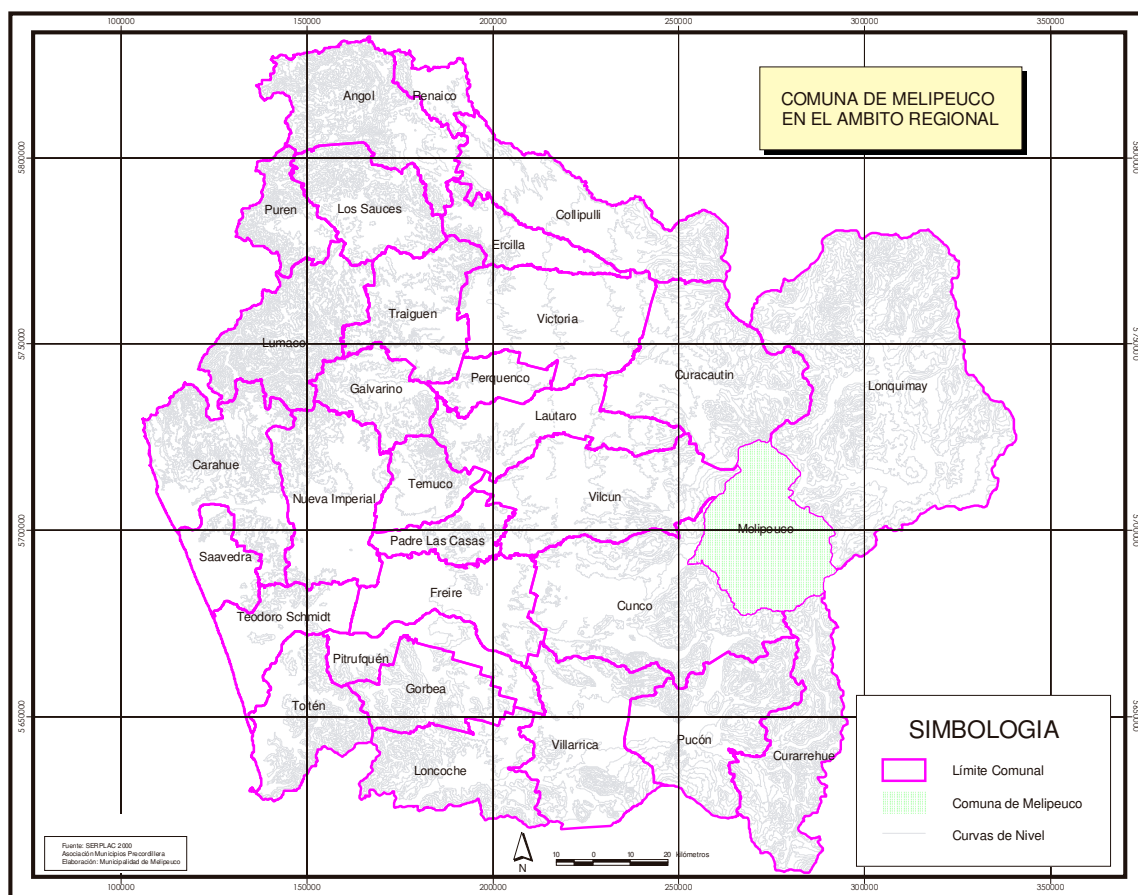 100000 150000 200000 250000 300000 350000
COMUNA DE MELIPEUCO
EN EL AMBITO REGIONAL
Angol
Renaico
5800000 5800000
Puren
Los Sauces
Collipulli
Ercilla
Traiguen
Victoria
Lumaco
5750000 5750000
Galvarino
Perquenco
Curacautin
Lonquimay
Lautaro
Carahue
Nueva Imperial
Temuco
Vilcun
Melipeuco
5700000 5700000
Padre Las Casas
Saavedra
Freire
Cunco
Teodoro Schmidt
Pitrufquén
Gorbea
Toltén
5650000 5650000
Villarrica
Pucón
Curarrehue
Loncoche
SIMBOLOGIA
Límite Comunal
Comuna de Melipeuco
Curvas de Nivel
Fuente: SERPLAC 2000
Asociación Municipios Precordillera
Elaboración: Municipalidad de Melipeuco
N
10 0 10 20 kilómetros
100000 150000 200000 250000 300000 350000